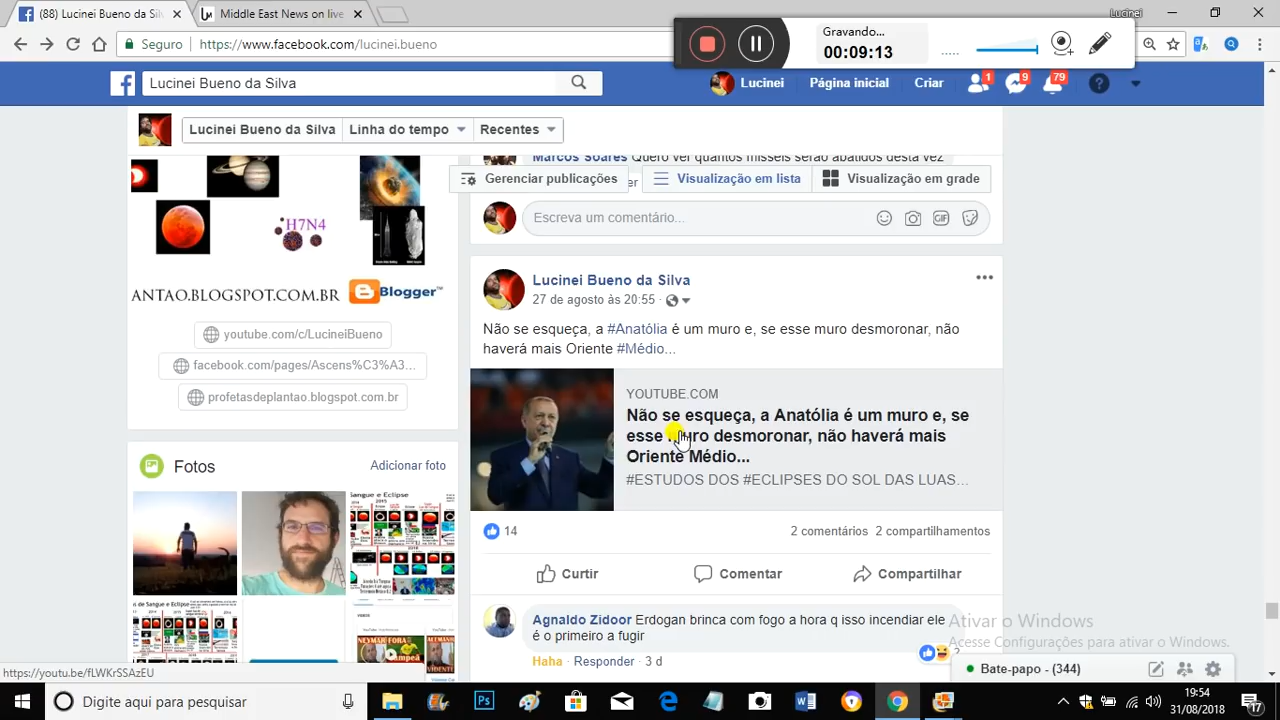 (88) Lucinei Bueno da Silva
Middle East News on live
Lucinei
Seguro
https://www.facebook.com/lucinei.bueno
Gravando...
00:09:13
Lucinei Bueno da Silva
Lucinei
Página inicial
Criar
1
9
79
Lucinei Bueno da Silva
Linha do tempo
Recentes
Marcos Soares Quero ver quantos misseis serão abatidos desta vez
Gerenciar publicações
Visualização em lista
Visualização em grade
Escreva um comentário...
GIF
H7N4
ANTAO.BLOGSPOT.COM.BR
Blogger™
youtube.com/c/LucineiBueno
facebook.com/pages/Ascens%C3%A3...
profetasdeplantao.blogspot.com.br
Lucinei Bueno da Silva
27 de agosto às 20:55
Não se esqueça, a #Anatólia é um muro e, se esse muro desmoronar, não
haverá mais Oriente #Médio...
YOUTUBE.COM
Não se esqueça, a Anatólia é um muro e, se
esse muro desmoronar, não haverá mais
Oriente Médio...
#ESTUDOS DOS #ECLIPSES DO SOL DAS LUAS...
14
2 comentários 2 compartilhamentos
Curtir
Comentar
Compartilhar
Fotos
Adicionar foto
Agnaldo Zidoor Erdogan brinca com fogo a hora q isso incendiar ele
é o primeiro a fugir
Haha · Responder · 3 d
Ativar o Windows
Acesse Configurações para ativar o Windows.
Bate-papo - (344)
https://youtu.be/fLWKrSSAzEU
Digite aqui para pesquisar
19:54
31/08/2018
17